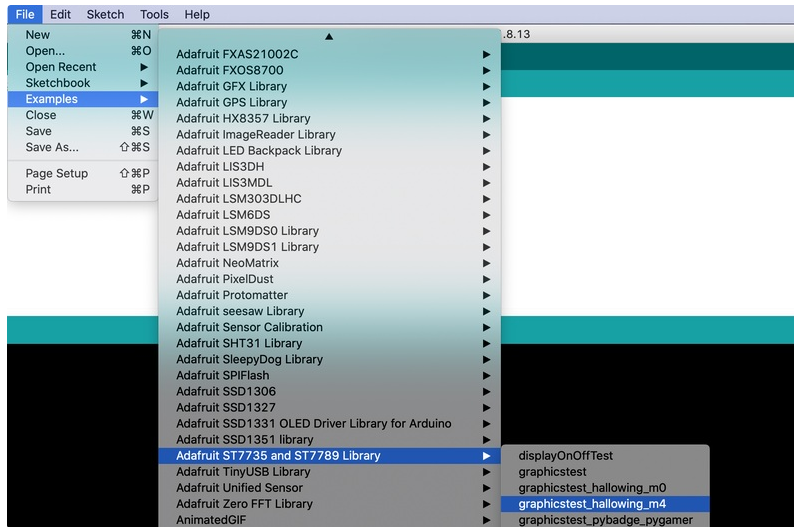 File Edit Sketch Tools Help
.8.13
New ⌘N
Open... ⌘O
Open Recent ▶
Sketchbook ▶
Examples ▶
Close ⌘W
Save ⌘S
Save As... ⇧⌘S
Page Setup ⇧⌘P
Print ⌘P
▲
Adafruit FXAS21002C ▶
Adafruit FXOS8700 ▶
Adafruit GFX Library ▶
Adafruit GPS Library ▶
Adafruit HX8357 Library ▶
Adafruit ImageReader Library ▶
Adafruit LED Backpack Library ▶
Adafruit LIS3DH ▶
Adafruit LIS3MDL ▶
Adafruit LSM303DLHC ▶
Adafruit LSM6DS ▶
Adafruit LSM9DS0 Library ▶
Adafruit LSM9DS1 Library ▶
Adafruit NeoMatrix ▶
Adafruit PixelDust ▶
Adafruit Protomatter ▶
Adafruit seesaw Library ▶
Adafruit Sensor Calibration ▶
Adafruit SHT31 Library ▶
Adafruit SleepyDog Library ▶
Adafruit SPIFlash ▶
Adafruit SSD1306 ▶
Adafruit SSD1327 ▶
Adafruit SSD1331 OLED Driver Library for Arduino ▶
Adafruit SSD1351 library ▶
Adafruit ST7735 and ST7789 Library ▶
Adafruit TinyUSB Library ▶
Adafruit Unified Sensor ▶
Adafruit Zero FFT Library ▶
AnimatedGIF ▶
displayOnOffTest
graphicstest
graphicstest_hallowing_m0
graphicstest_hallowing_m4
graphicstest_pybadge_pygamer